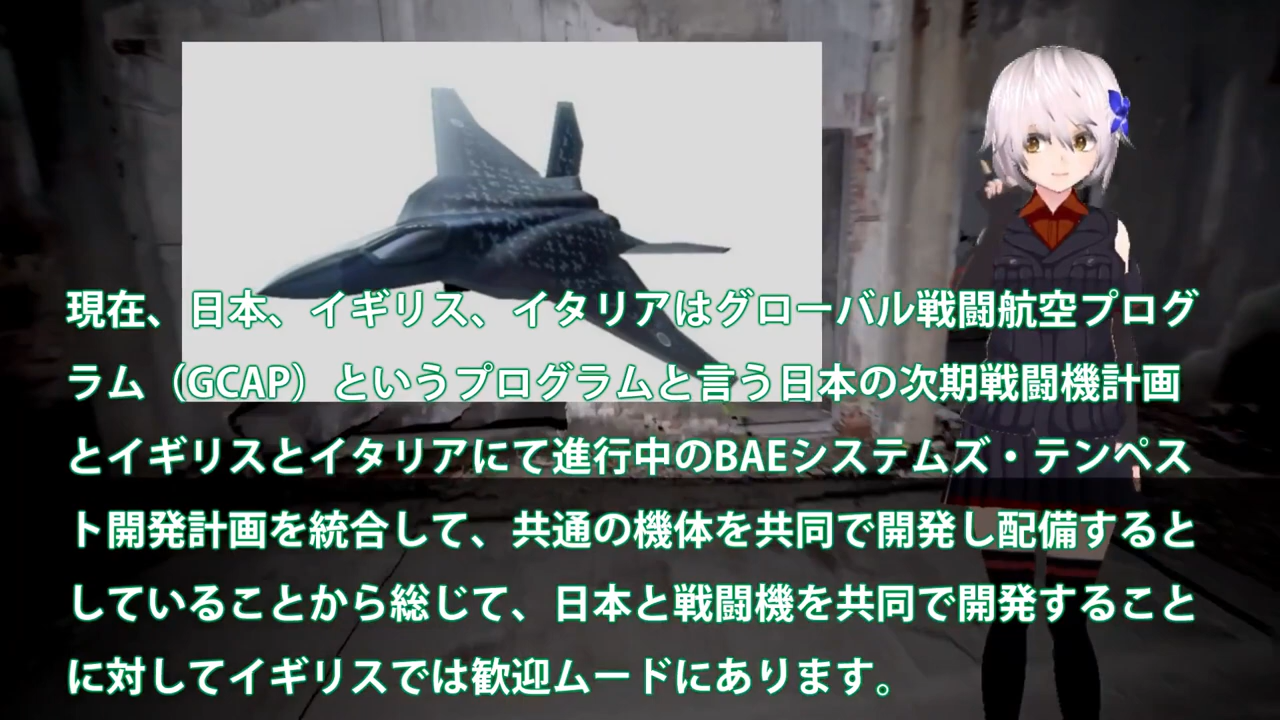 現在、日本、イギリス、イタリアはグローバル戦闘航空プログ
ラム（GCAP）というプログラムと言う日本の次期戦闘機計画
とイギリスとイタリアにて進行中のBAEシステムズ・テンペス
ト開発計画を統合して、共通の機体を共同で開発し配備すると
していることから総じて、日本と戦闘機を共同で開発すること
に対してイギリスでは歓迎ムードにあります。